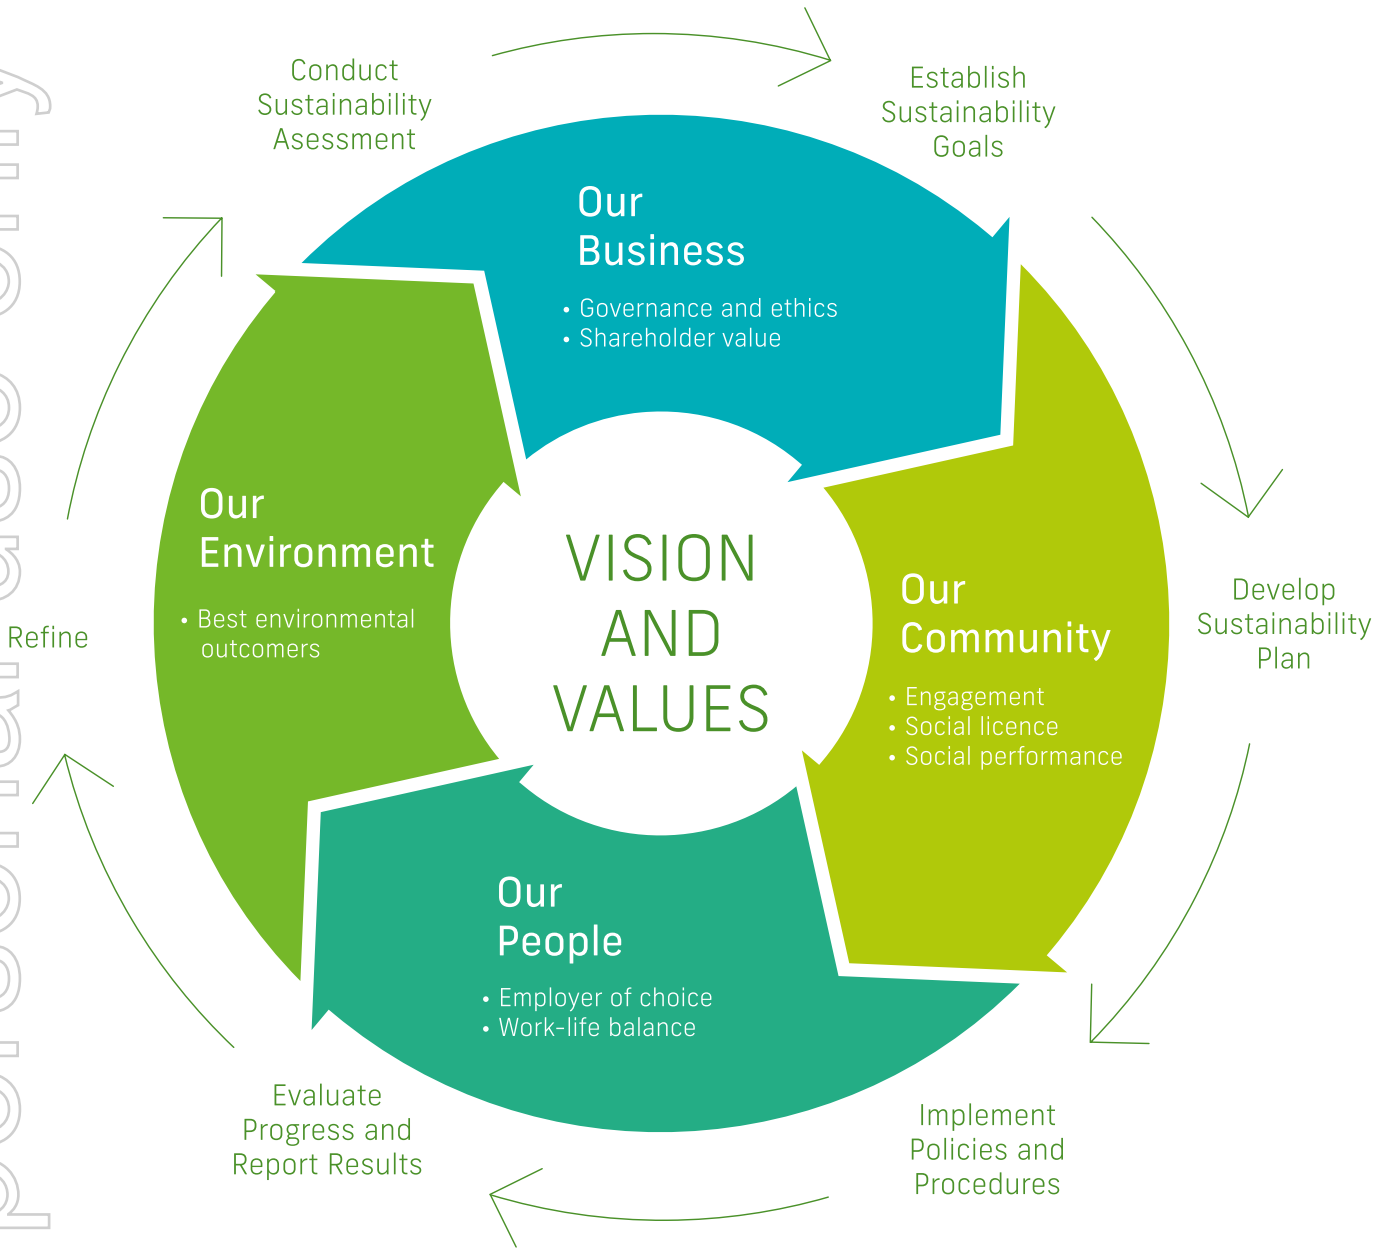 Conduct
Sustainability
Asessment
Establish
Sustainability
Goals
Our
Business
• Governance and ethics
• Shareholder value
Our
Environment
• Best environmental
outcomers
VISION
AND
VALUES
Our
Community
• Engagement
• Social licence
• Social performance
Develop
Sustainability
Plan
Refine
Our
People
• Employer of choice
• Work-life balance
Evaluate
Progress and
Report Results
Implement
Policies and
Procedures